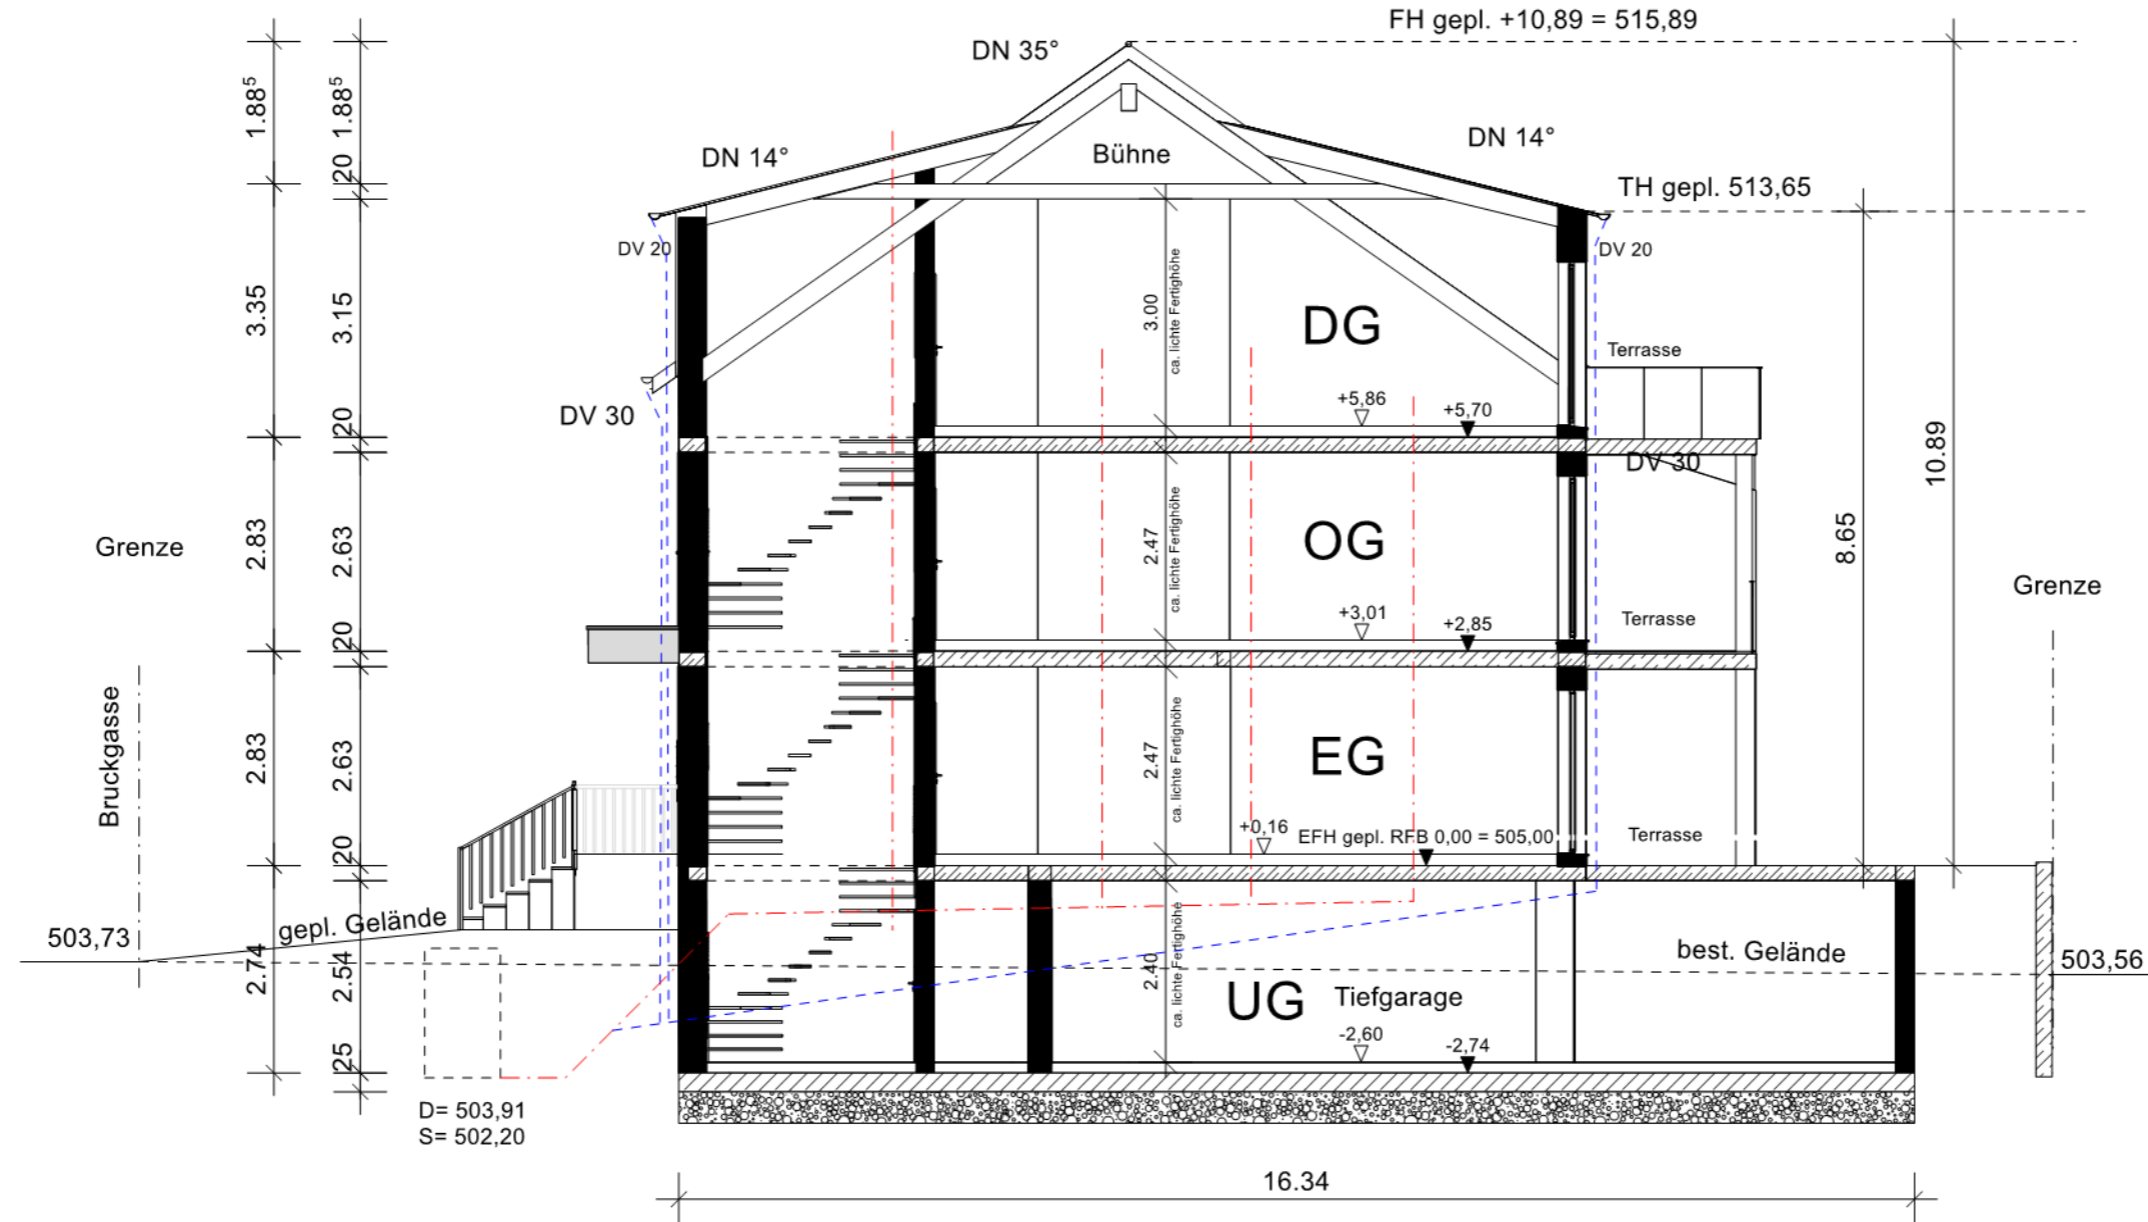 FH gepl. +10,89 = 515,89
DN 35°
DN 14°
Bühne
DN 14°
TH gepl. 513,65
DV 20
DV 20
1.88⁵
1.88⁵
20
3.35
3.15
20
3.00
ca. lichte Fertighöhe
DG
Terrasse
+5,86
+5,70
DV 30
DV 30
10.89
8.65
Grenze
2.83
2.63
20
2.47
ca. lichte Fertighöhe
OG
+3,01
+2,85
Terrasse
Grenze
Bruckgasse
2.83
2.63
20
2.47
ca. lichte Fertighöhe
EG
+0,16
EFH gepl. RFB 0,00 = 505,00
Terrasse
503,73
gepl. Gelände
2.74
2.54
25
2.40
ca. lichte Fertighöhe
UG
Tiefgarage
best. Gelände
503,56
-2,60
-2,74
D= 503,91
S= 502,20
16.34